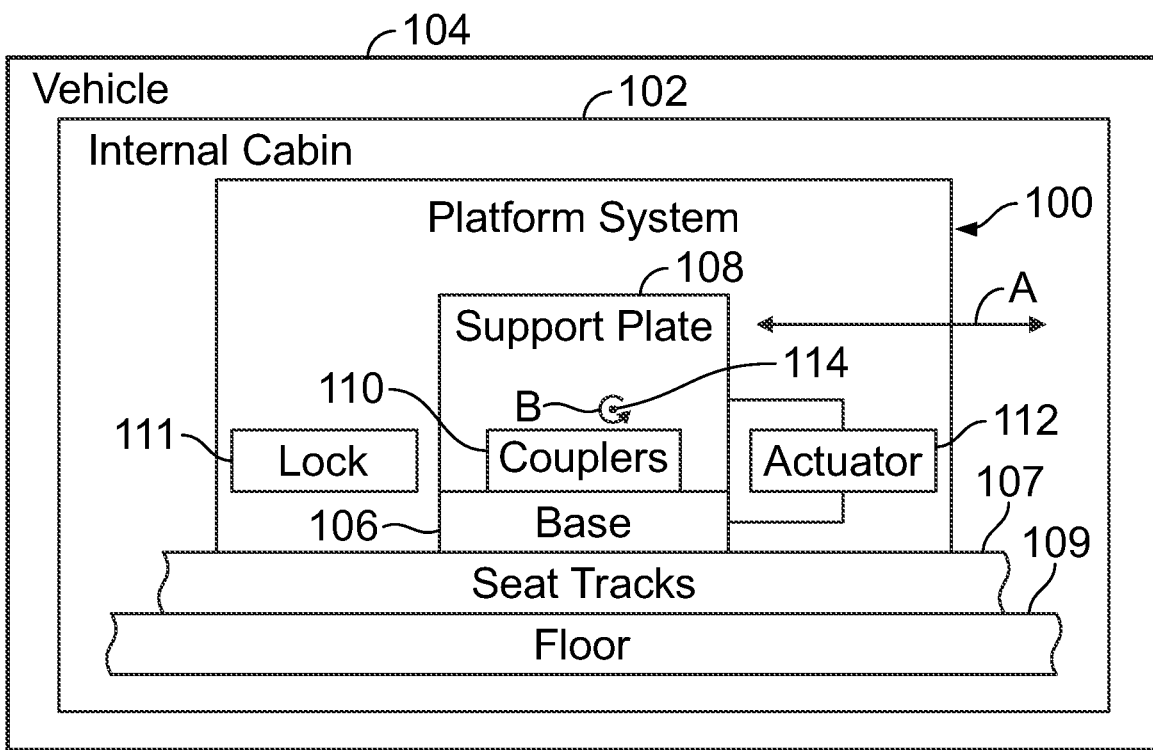 104
Vehicle
102
Internal Cabin
Platform System
100
108
A
Support Plate
114
110
B
111
112
Lock
Couplers
Actuator
107
106
Base
109
Seat Tracks
Floor